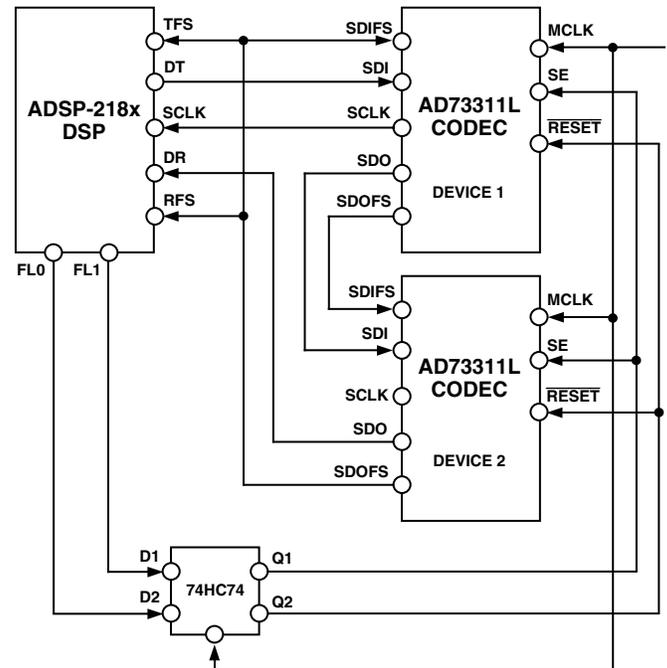 TFS
DT
SCLK
DR
RFS
ADSP-218x
DSP
FL0
FL1
SDIFS
SDI
SCLK
SDO
SDOFS
AD73311L
CODEC
DEVICE 1
MCLK
SE
RESET
SDIFS
SDI
SCLK
SDO
SDOFS
AD73311L
CODEC
DEVICE 2
MCLK
SE
RESET
D1
D2
74HC74
Q1
Q2